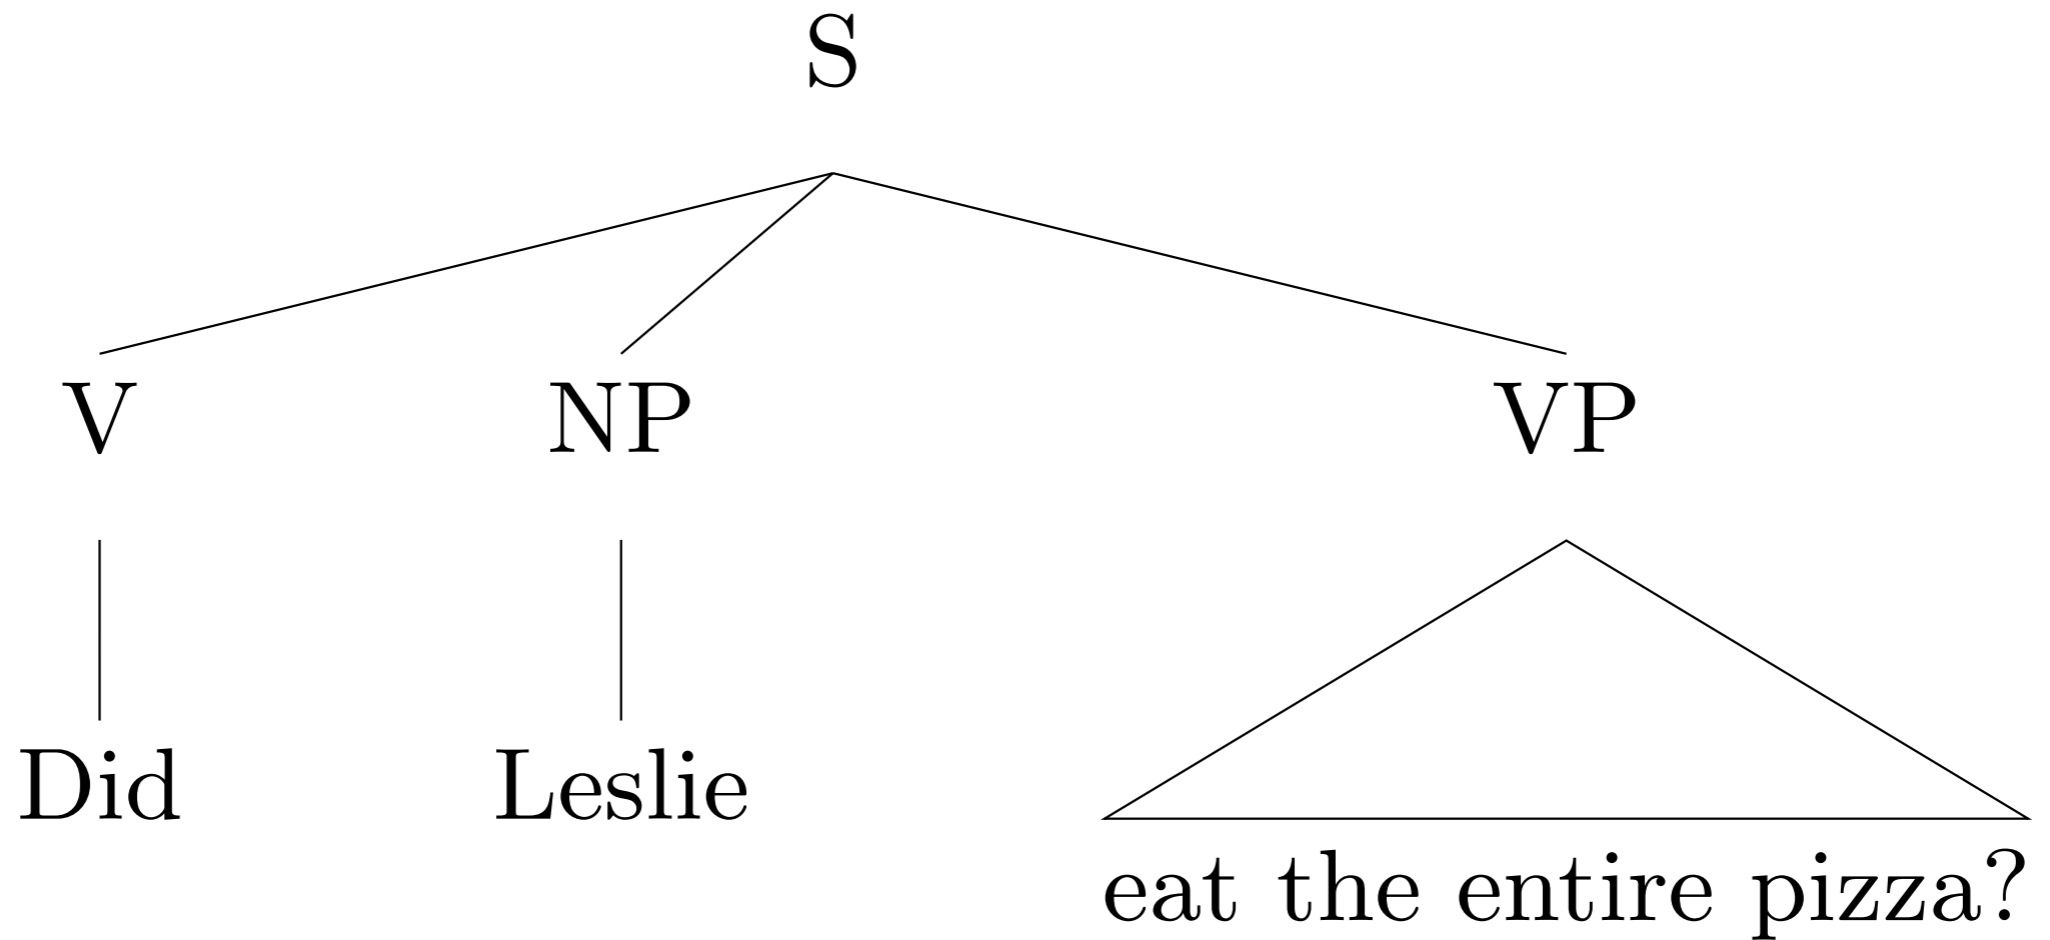 S
V NP VP
Did Leslie
eat the entire pizza?